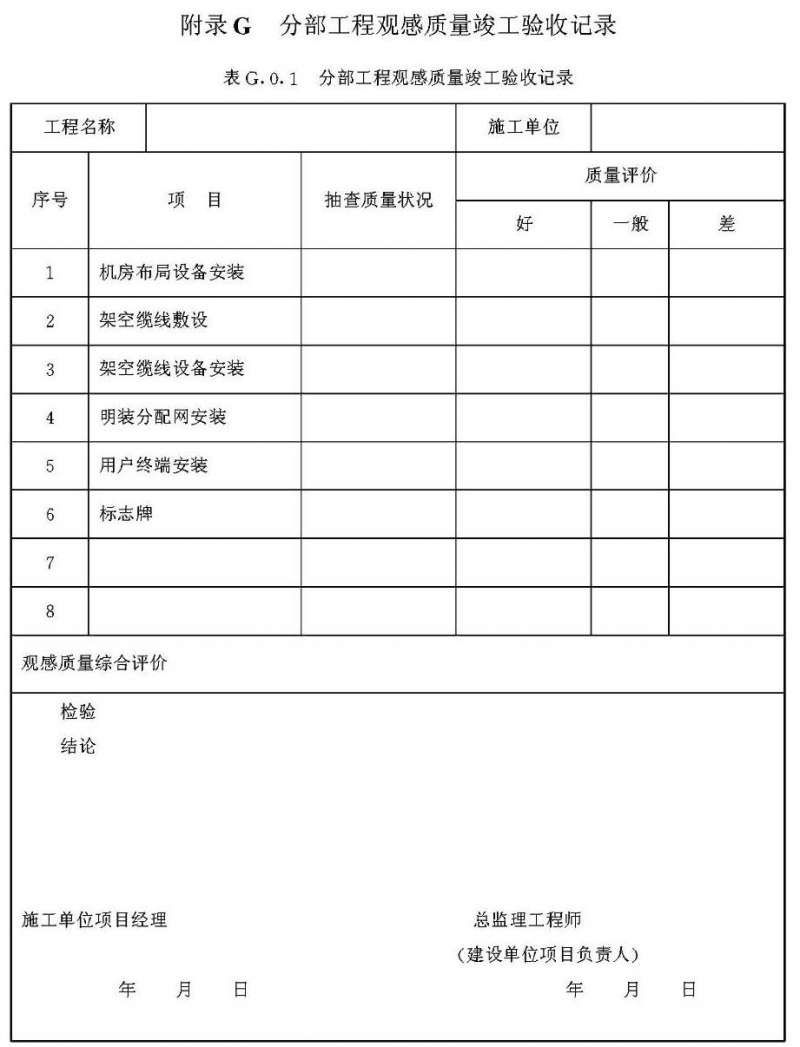 附录 G 分部工程观感质量竣工验收记录
表 G.0.1 分部工程观感质量竣工验收记录
工程名称 施工单位
序号 项 目 抽查质量状况 质量评价
好 一般 差
1 机房布局设备安装
2 架空缆线敷设
3 架空缆线设备安装
4 明装分配网安装
5 用户终端安装
6 标志牌
7
8
观感质量综合评价
检验
结论
施工单位项目经理 总监理工程师
(建设单位项目负责人)
年 月 日 年 月 日